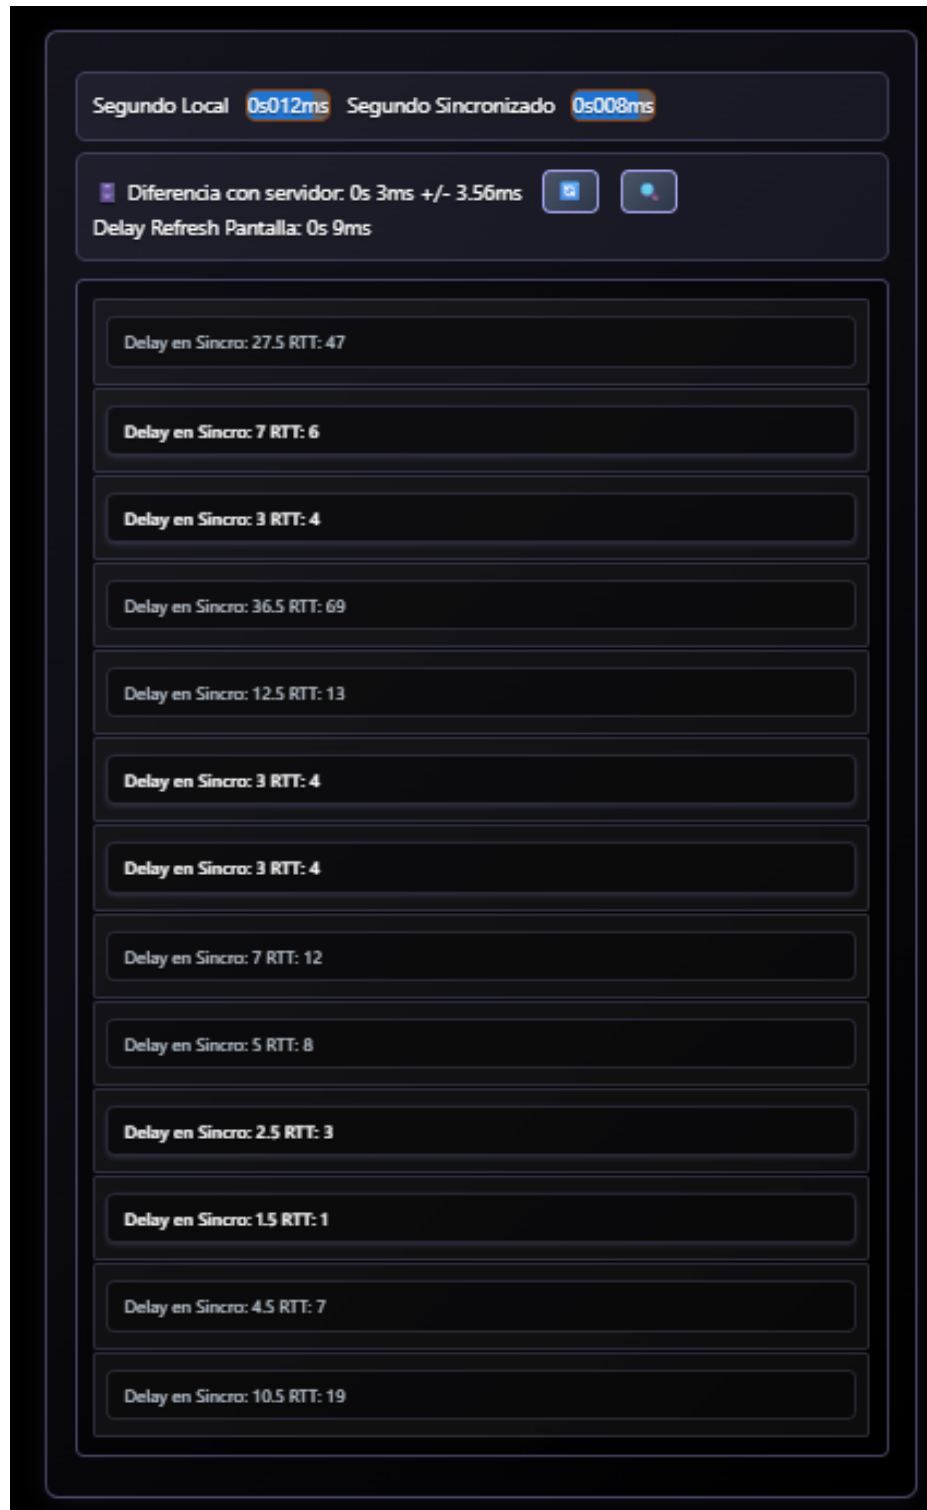 Segundo Local 0s012ms Segundo Sincronizado 0s008ms
Diferencia con servidor: 0s 3ms +/- 3.56ms
Delay Refresh Pantalla: 0s 9ms
Delay en Sincro: 27.5 RTT: 47
Delay en Sincro: 7 RTT: 6
Delay en Sincro: 3 RTT: 4
Delay en Sincro: 36.5 RTT: 69
Delay en Sincro: 12.5 RTT: 13
Delay en Sincro: 3 RTT: 4
Delay en Sincro: 3 RTT: 4
Delay en Sincro: 7 RTT: 12
Delay en Sincro: 5 RTT: 8
Delay en Sincro: 2.5 RTT: 3
Delay en Sincro: 1.5 RTT: 1
Delay en Sincro: 4.5 RTT: 7
Delay en Sincro: 10.5 RTT: 19